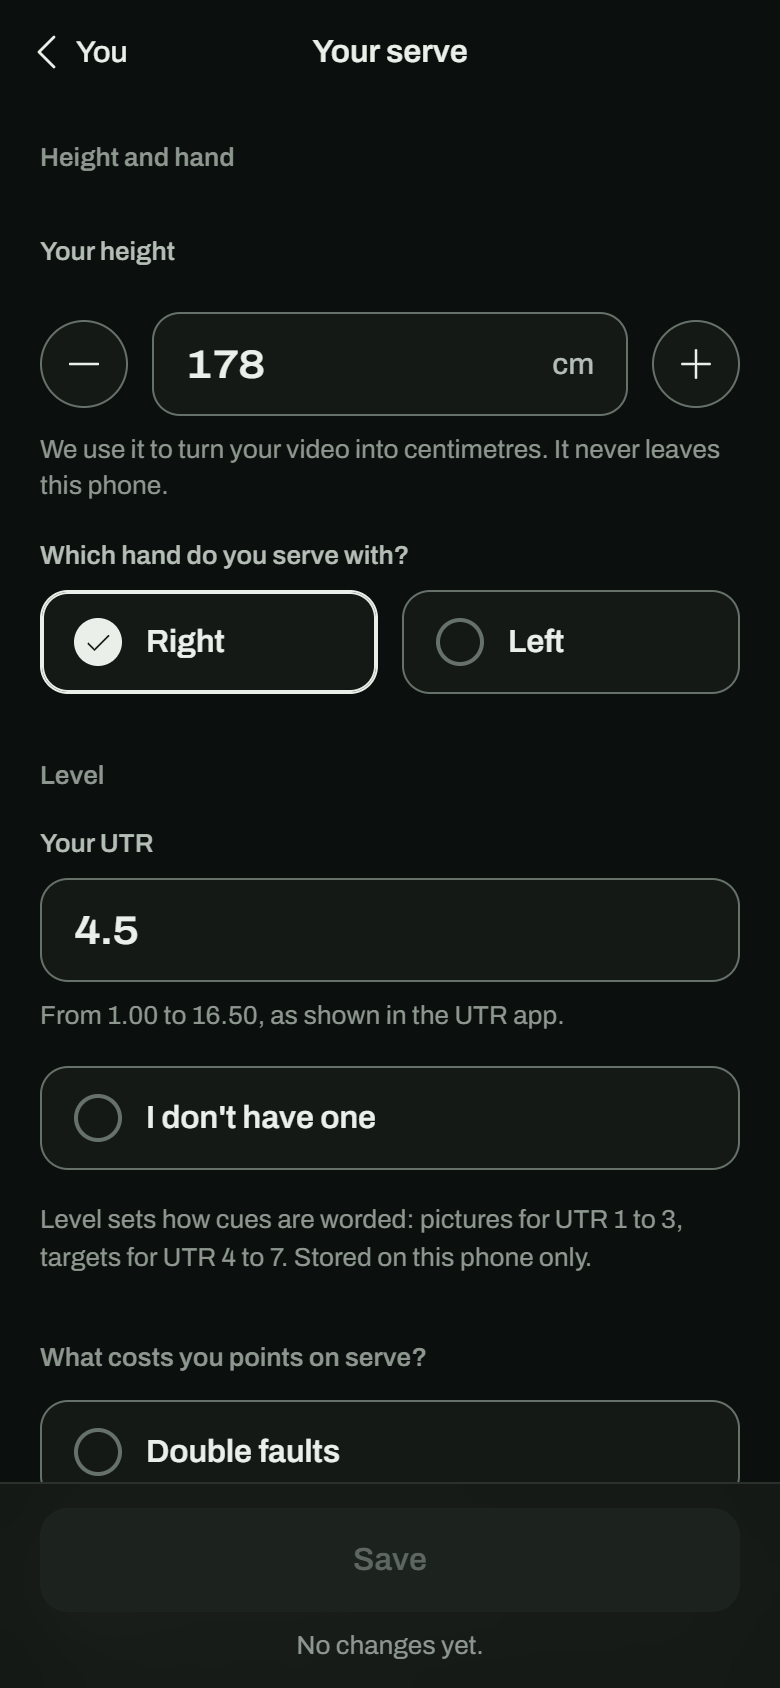 You
Your serve
Height and hand
Your height
178 cm
We use it to turn your video into centimetres. It never leaves
this phone.
Which hand do you serve with?
Right
Left
Level
Your UTR
4.5
From 1.00 to 16.50, as shown in the UTR app.
I don't have one
Level sets how cues are worded: pictures for UTR 1 to 3,
targets for UTR 4 to 7. Stored on this phone only.
What costs you points on serve?
Double faults
Save
No changes yet.